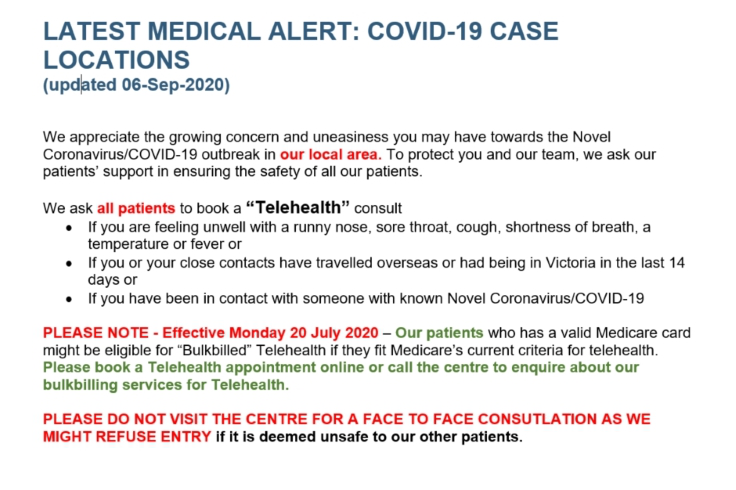 LATEST MEDICAL ALERT: COVID-19 CASE
LOCATIONS
(updated 06-Sep-2020)
We appreciate the growing concern and uneasiness you may have towards the Novel
Coronavirus/COVID-19 outbreak in our local area. To protect you and our team, we ask our
patients' support in ensuring the safety of all our patients.
We ask all patients to book a “Telehealth” consult
• If you are feeling unwell with a runny nose, sore throat, cough, shortness of breath, a
temperature or fever or
• If you or your close contacts have travelled overseas or had being in Victoria in the last 14
days or
• If you have been in contact with someone with known Novel Coronavirus/COVID-19
PLEASE NOTE - Effective Monday 20 July 2020 – Our patients who has a valid Medicare card
might be eligible for “Bulkbilled” Telehealth if they fit Medicare's current criteria for telehealth.
Please book a Telehealth appointment online or call the centre to enquire about our
bulkbilling services for Telehealth.
PLEASE DO NOT VISIT THE CENTRE FOR A FACE TO FACE CONSUTLATION AS WE
MIGHT REFUSE ENTRY if it is deemed unsafe to our other patients.